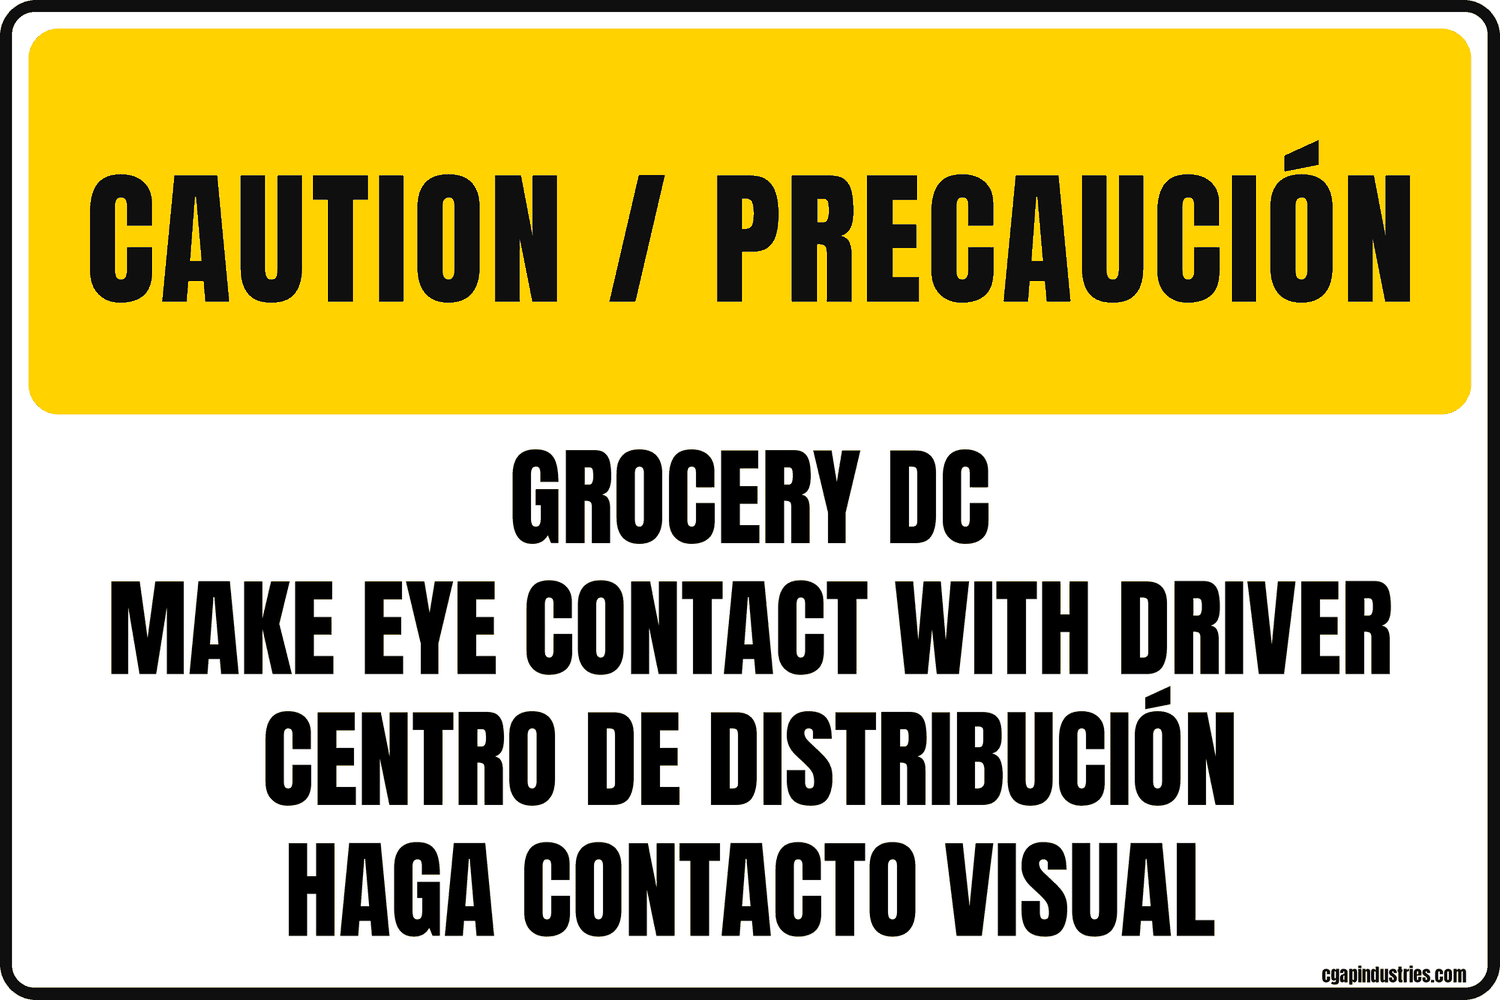 CAUTION / PRECAUCIÓN
GROCERY DC
MAKE EYE CONTACT WITH DRIVER
CENTRO DE DISTRIBUCIÓN
HAGA CONTACTO VISUAL
cgapindustries.com